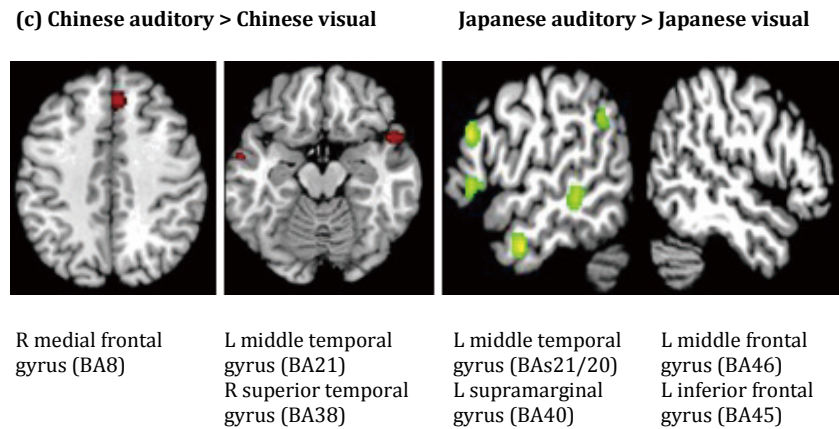 (c) Chinese auditory > Chinese visual
Japanese auditory > Japanese visual
R medial frontal
gyrus (BA8)
L middle temporal
gyrus (BA21)
R superior temporal
gyrus (BA38)
L middle temporal
gyrus (BAs21/20)
L supramarginal
gyrus (BA40)
L middle frontal
gyrus (BA46)
L inferior frontal
gyrus (BA45)